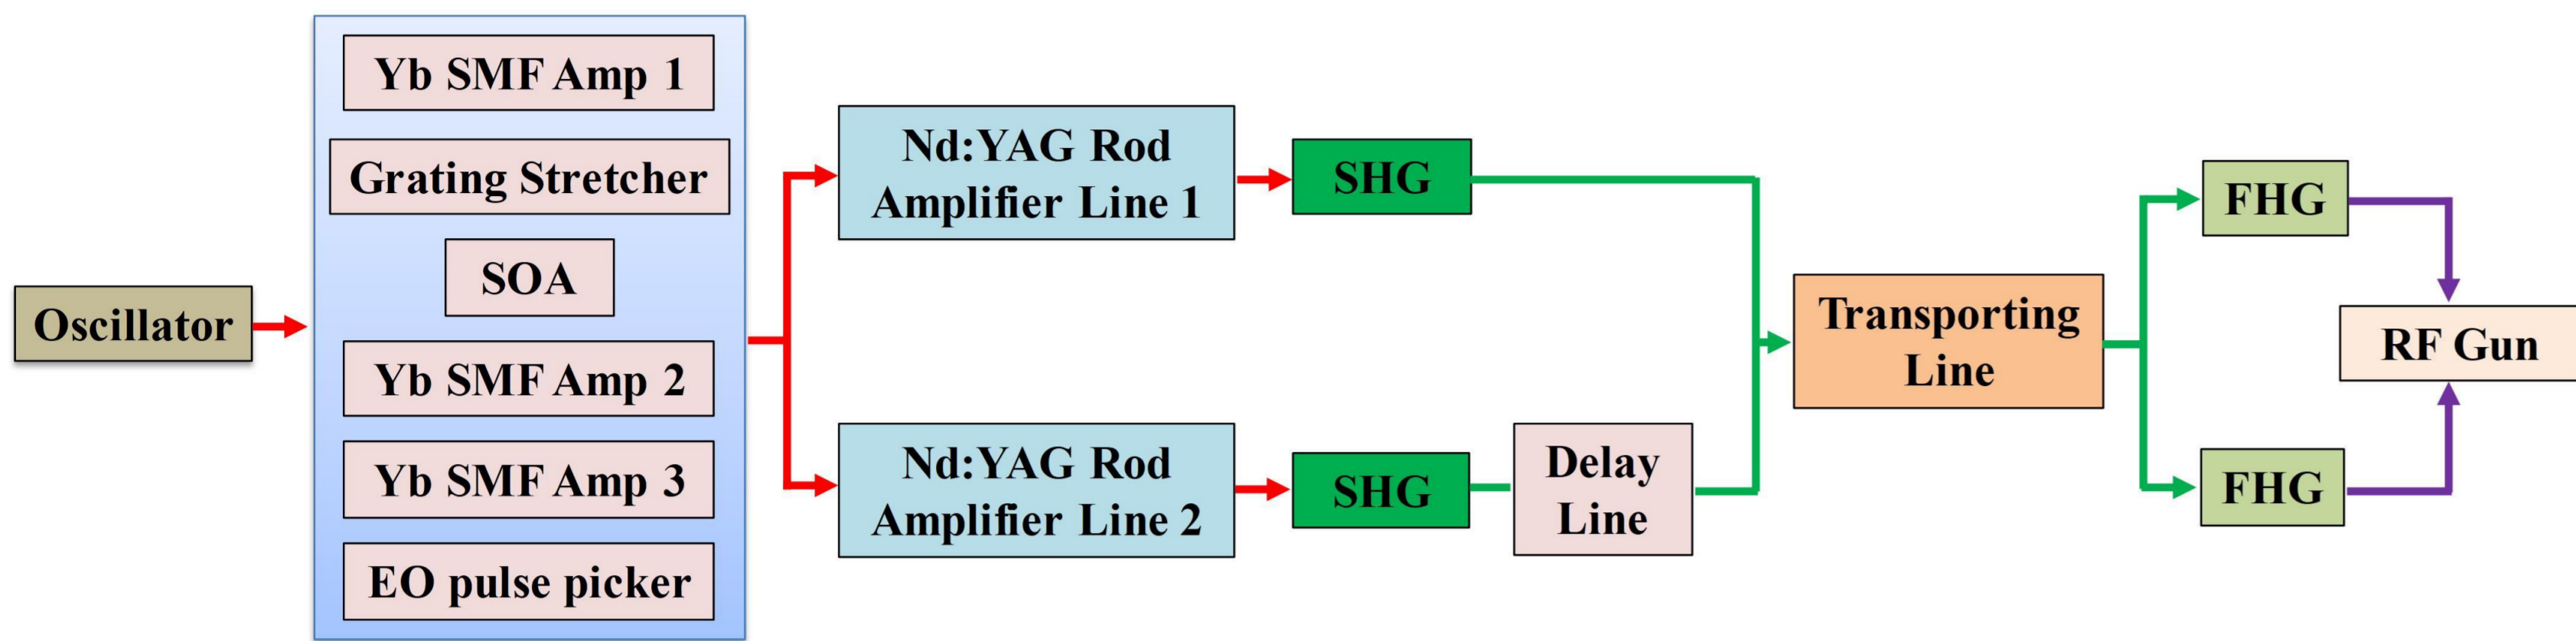 Oscillator
Yb SMF Amp 1
Grating Stretcher
SOA
Yb SMF Amp 2
Yb SMF Amp 3
EO pulse picker
Nd:YAG Rod
Amplifier Line 1
SHG
Nd:YAG Rod
Amplifier Line 2
SHG
Delay
Line
Transporting
Line
FHG
FHG
RF Gun